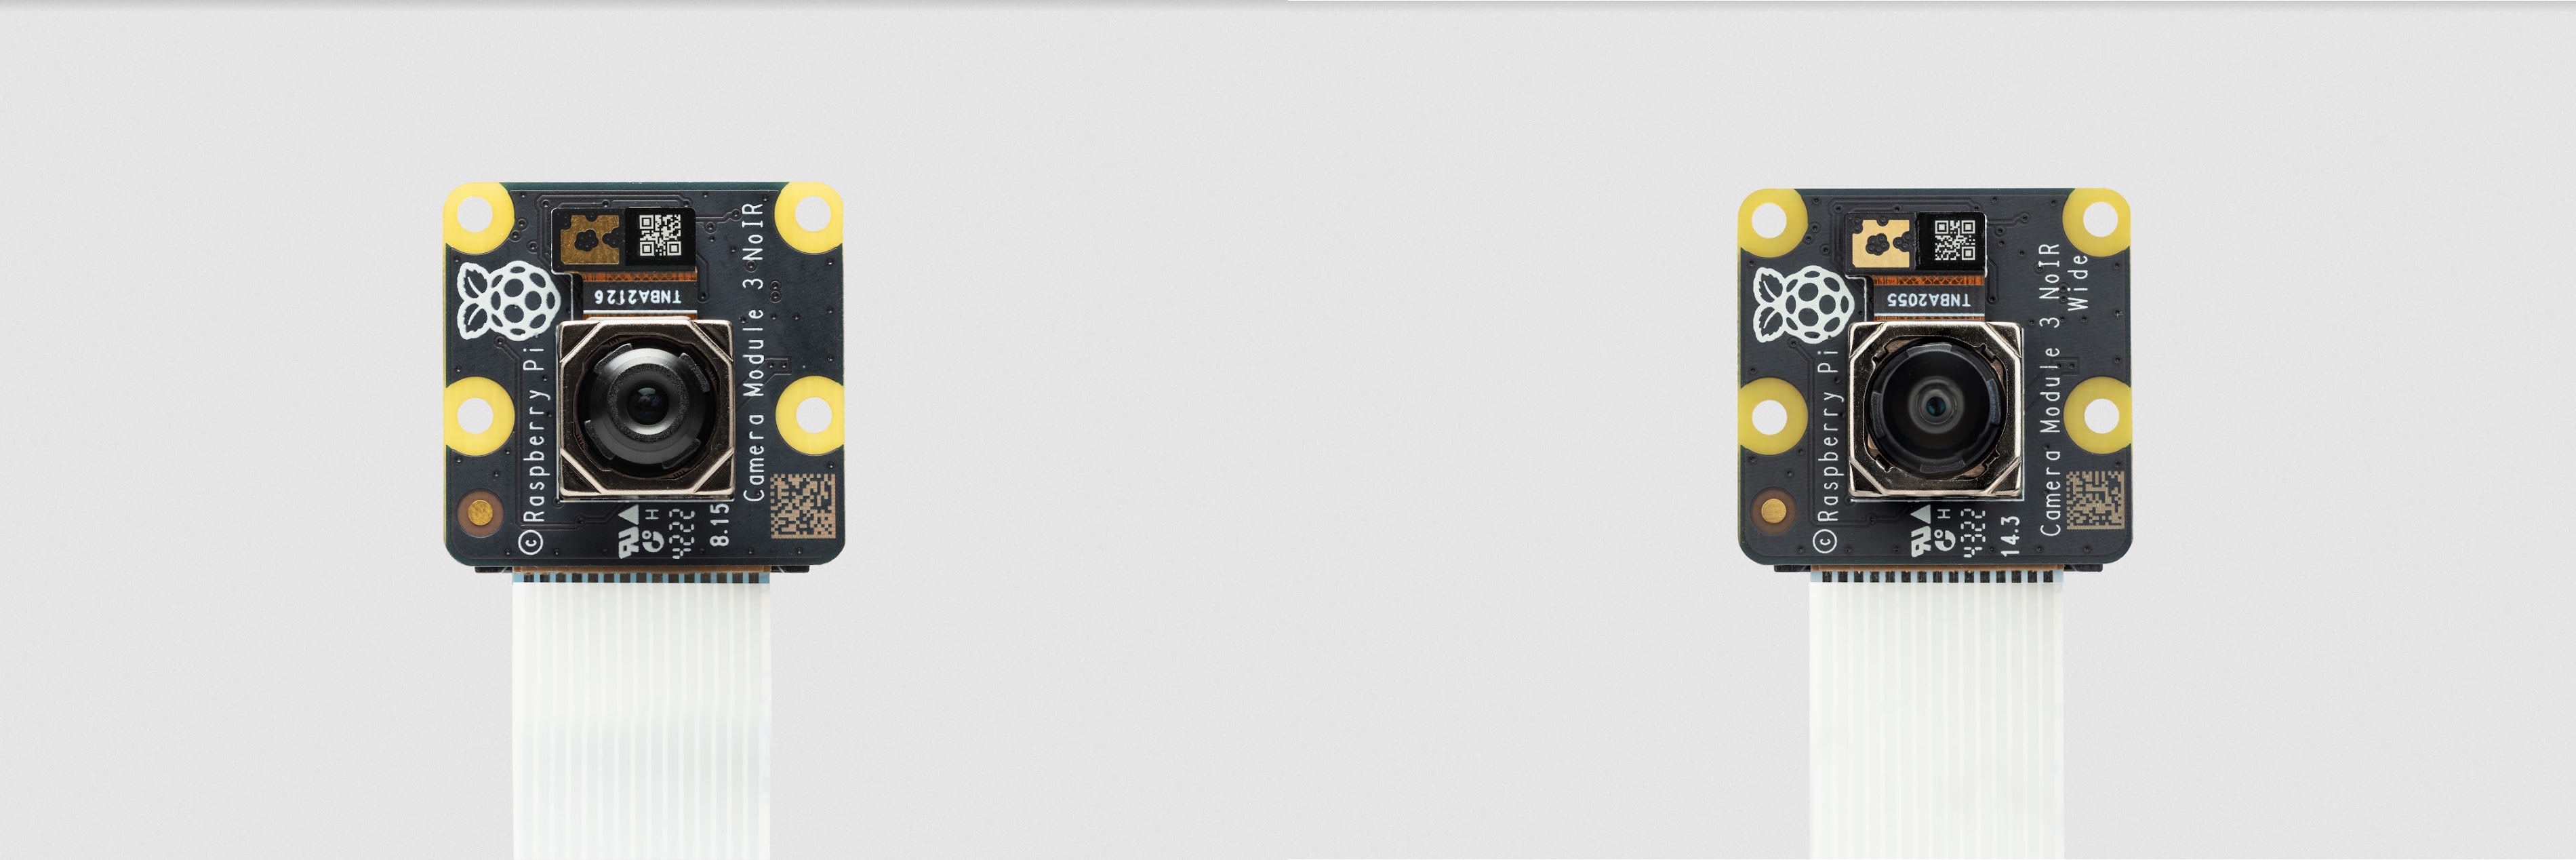 TNBA2126
© Raspberry Pi
Camera Module 3 NoIR
H
4222
8.15
TNBA2055
© Raspberry Pi
Camera Module 3 NoIR
Wide
H
4322
14.3